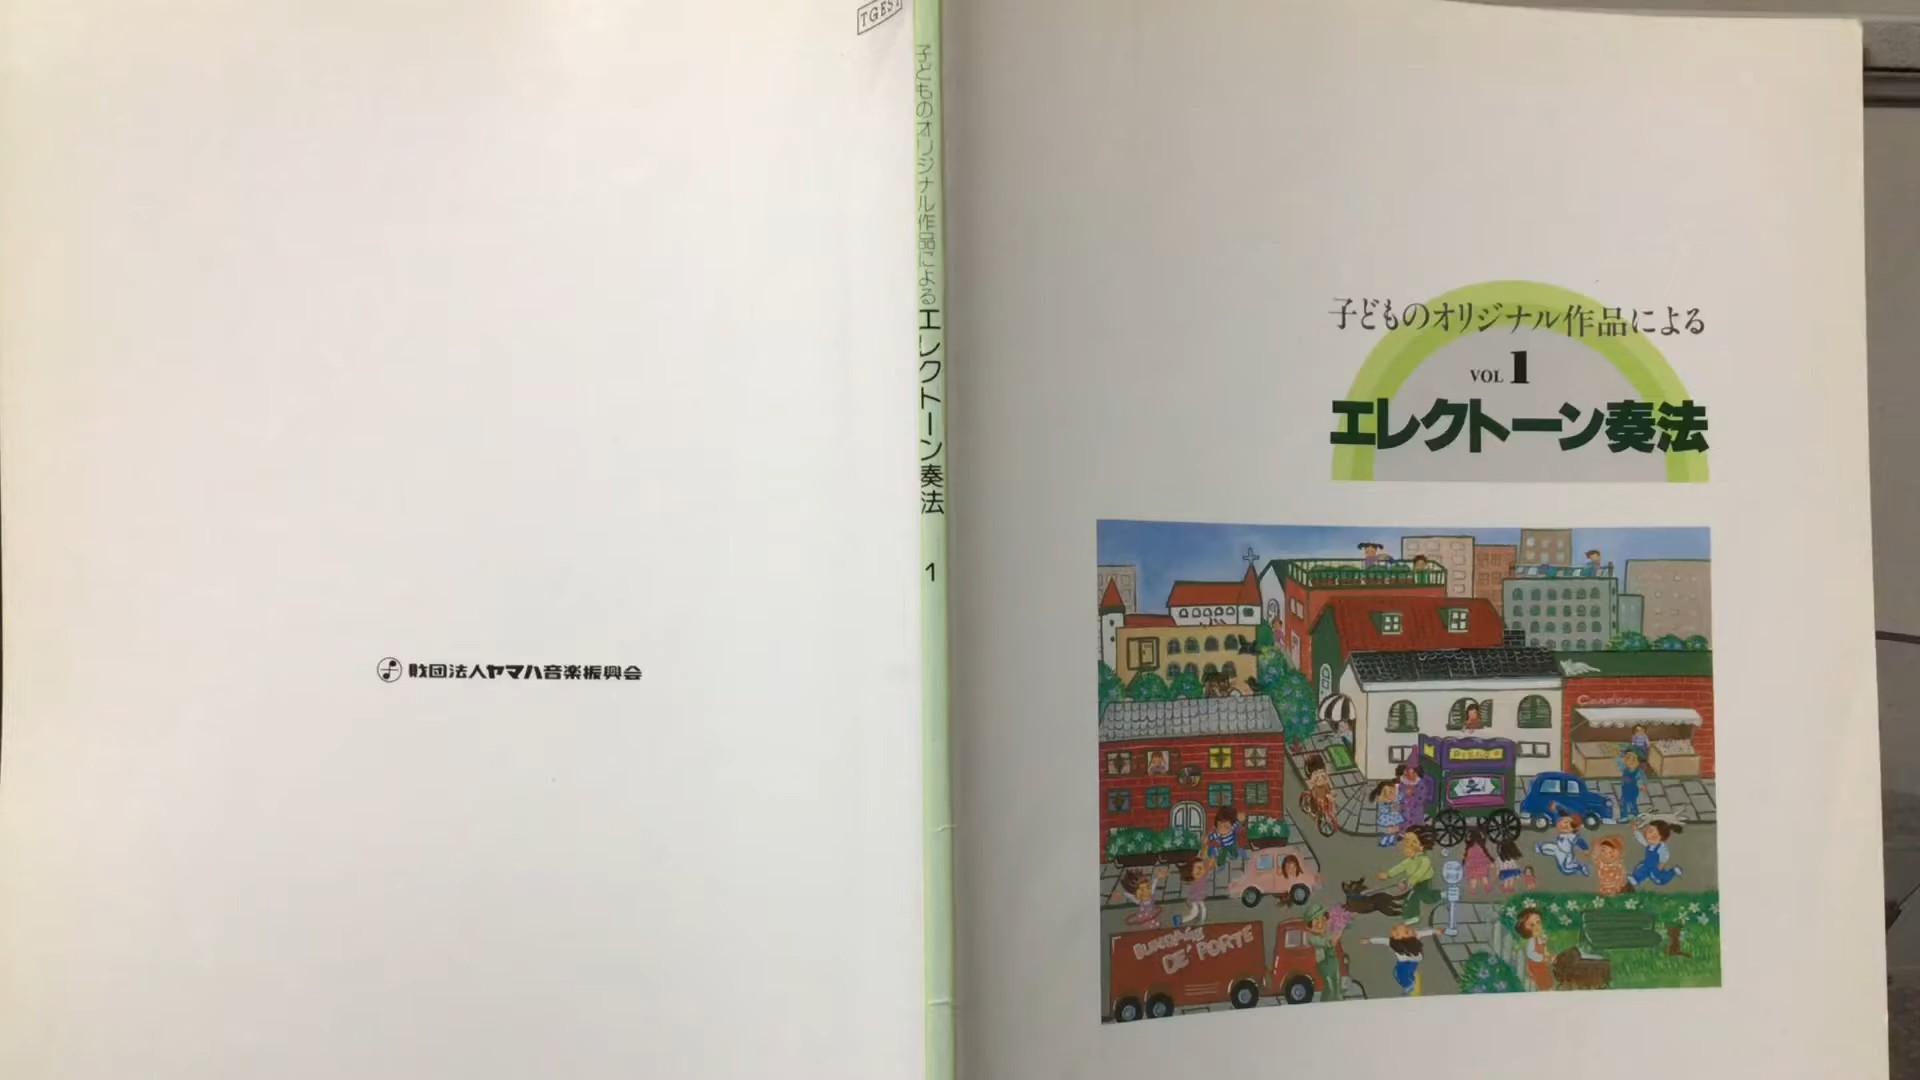 子どものオリジナル作品によるエレクトーン奏法 1
財団法人ヤマハ音楽振興会
子どものオリジナル作品による
VOL 1
エレクトーン奏法
DE PORTE